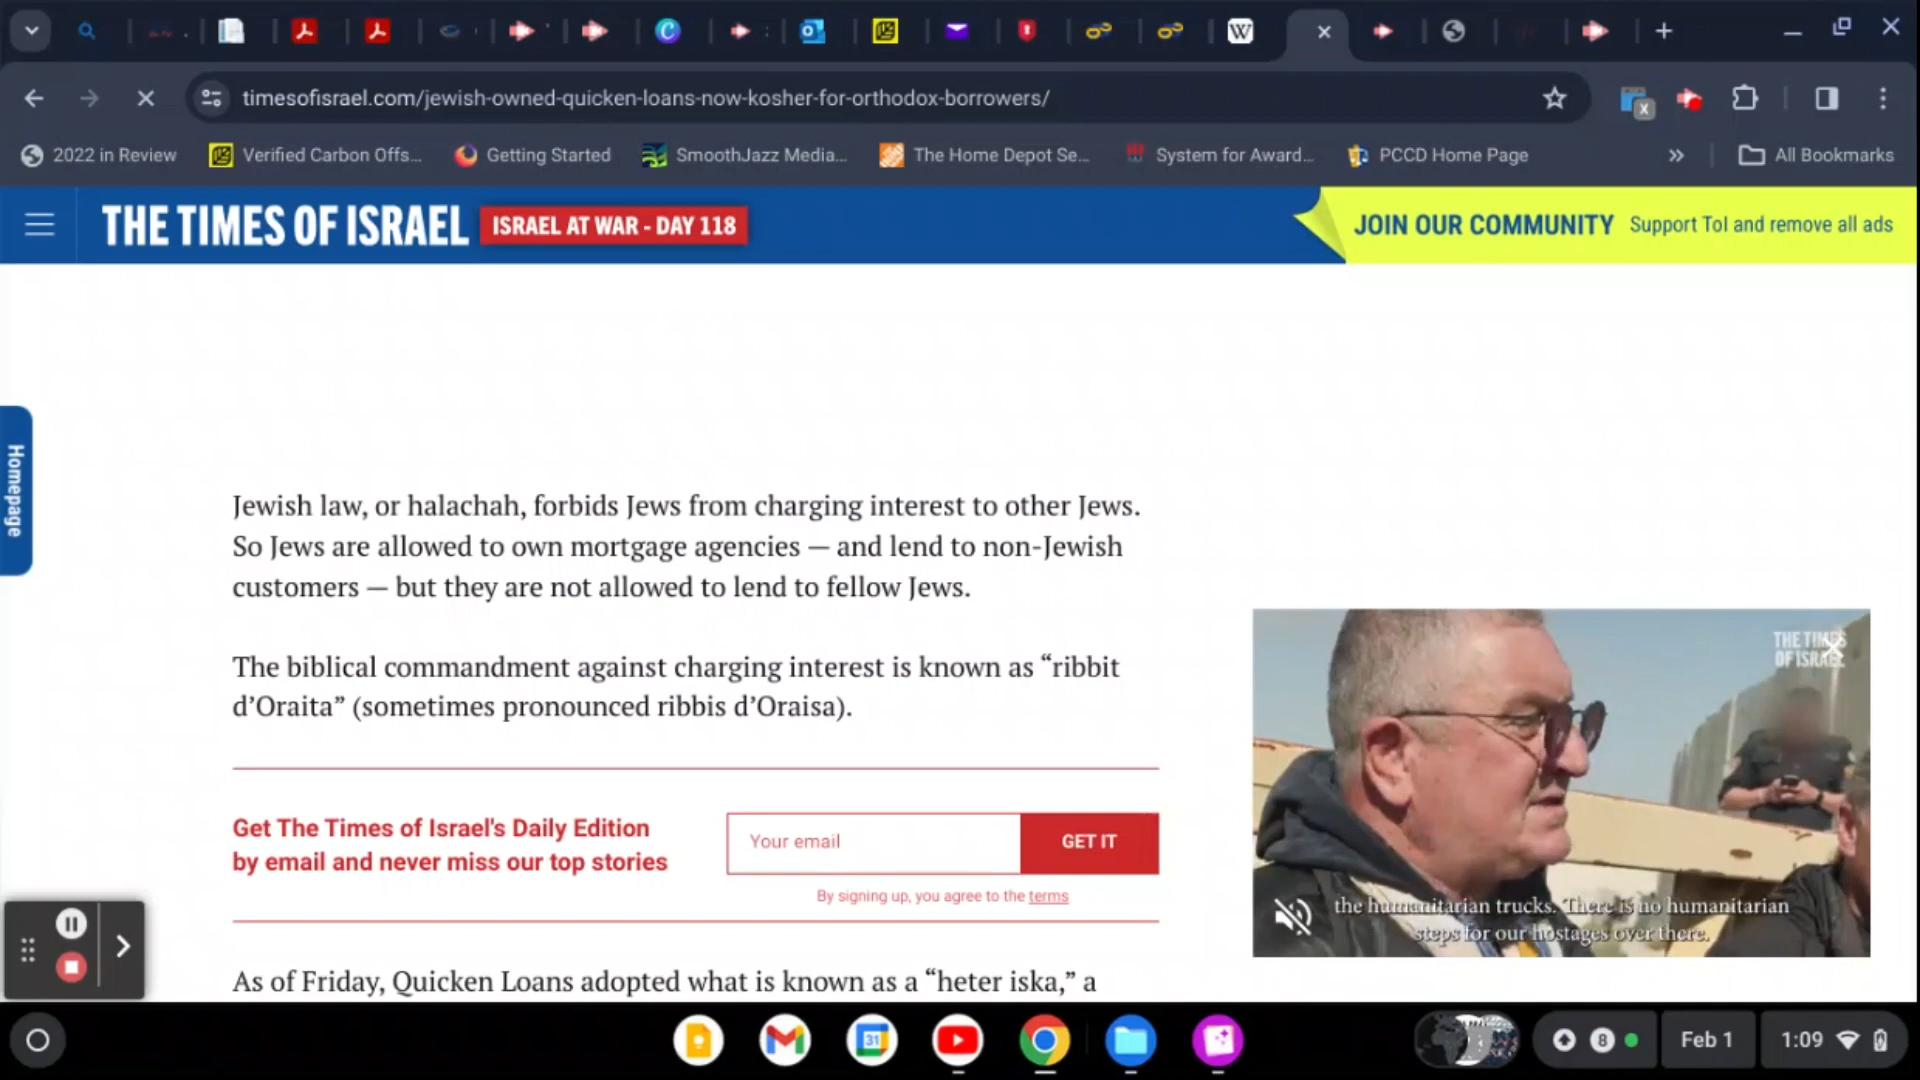 timesofisrael.com/jewish-owned-quicken-loans-now-kosher-for-orthodox-borrowers/
2022 in Review
Verified Carbon Offs...
Getting Started
SmoothJazz Media...
The Home Depot Se...
System for Award...
PCCD Home Page
All Bookmarks
THE TIMES OF ISRAEL
ISRAEL AT WAR - DAY 118
JOIN OUR COMMUNITY
Support ToI and remove all ads
Homepage
Jewish law, or halachah, forbids Jews from charging interest to other Jews.
So Jews are allowed to own mortgage agencies — and lend to non-Jewish
customers — but they are not allowed to lend to fellow Jews.
The biblical commandment against charging interest is known as “ribbit
d’Oraita” (sometimes pronounced ribbis d’Oraisa).
Get The Times of Israel's Daily Edition
by email and never miss our top stories
Your email
GET IT
By signing up, you agree to the terms
THE TIMES
OF ISRAEL
the humanitarian trucks. There is no humanitarian
steps for our hostages over there.
As of Friday, Quicken Loans adopted what is known as a “heter iska,” a
31
8
Feb 1
1:09